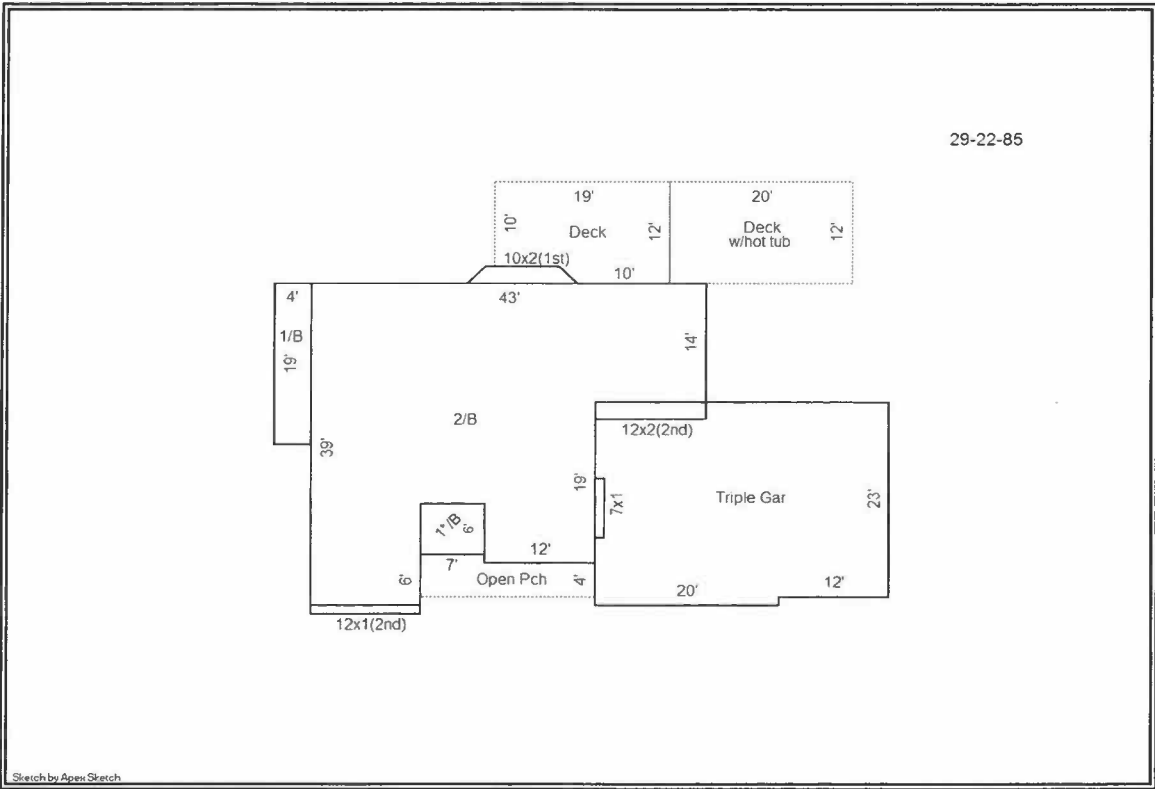 29-22-85
19'
20'
10'
Deck
12'
Deck
w/hot tub
12'
10x2(1st)
10'
4'
43'
1/B
19'
14'
2/B
39'
12x2(2nd)
19'
7x1
Triple Gar
23'
1*/B
6'
12'
7'
6'
Open Pch
4'
20'
12'
12x1(2nd)
Sketch by Apex Sketch